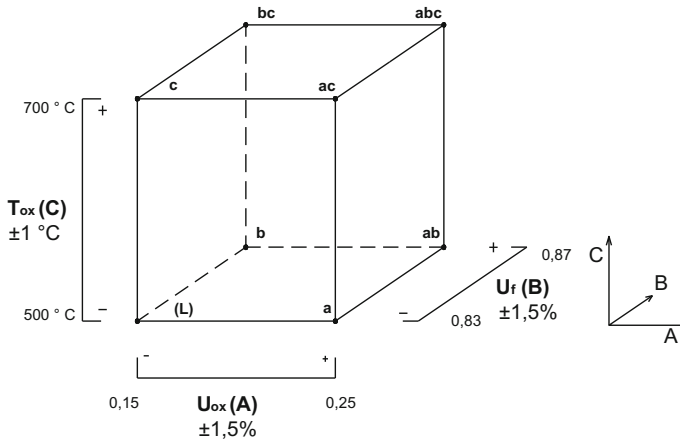 bc
abc
c
ac
700 ° C
+
Tox (C)
±1 °C
b
ab
+
0,87
C
B
Uf (B)
±1,5%
500 ° C
–
(L)
a
–
0,83
A
–
+
0,15
Uox (A)
0,25
±1,5%